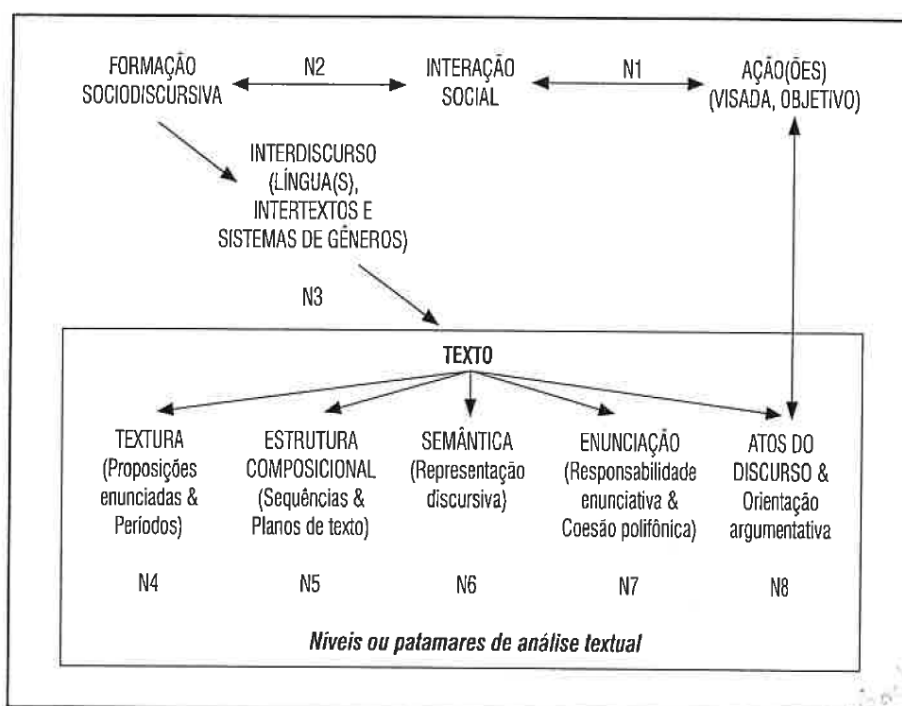 FORMAÇÃO
SOCIODISCURSIVA
N2
INTERAÇÃO
SOCIAL
N1
AÇÃO(ÕES)
(VISADA, OBJETIVO)
INTERDISCURSO
(LÍNGUA(S),
INTERTEXTOS E
SISTEMAS DE GÊNEROS)
N3
TEXTO
TEXTURA
(Proposições
enunciadas &
Períodos)
N4
ESTRUTURA
COMPOSICIONAL
(Sequências &
Planos de texto)
N5
SEMÂNTICA
(Representação
discursiva)
N6
ENUNCIAÇÃO
(Responsabilidade
enunciativa &
Coesão polifônica)
N7
ATOS DO
DISCURSO &
Orientação
argumentativa
N8
Níveis ou patamares de análise textual